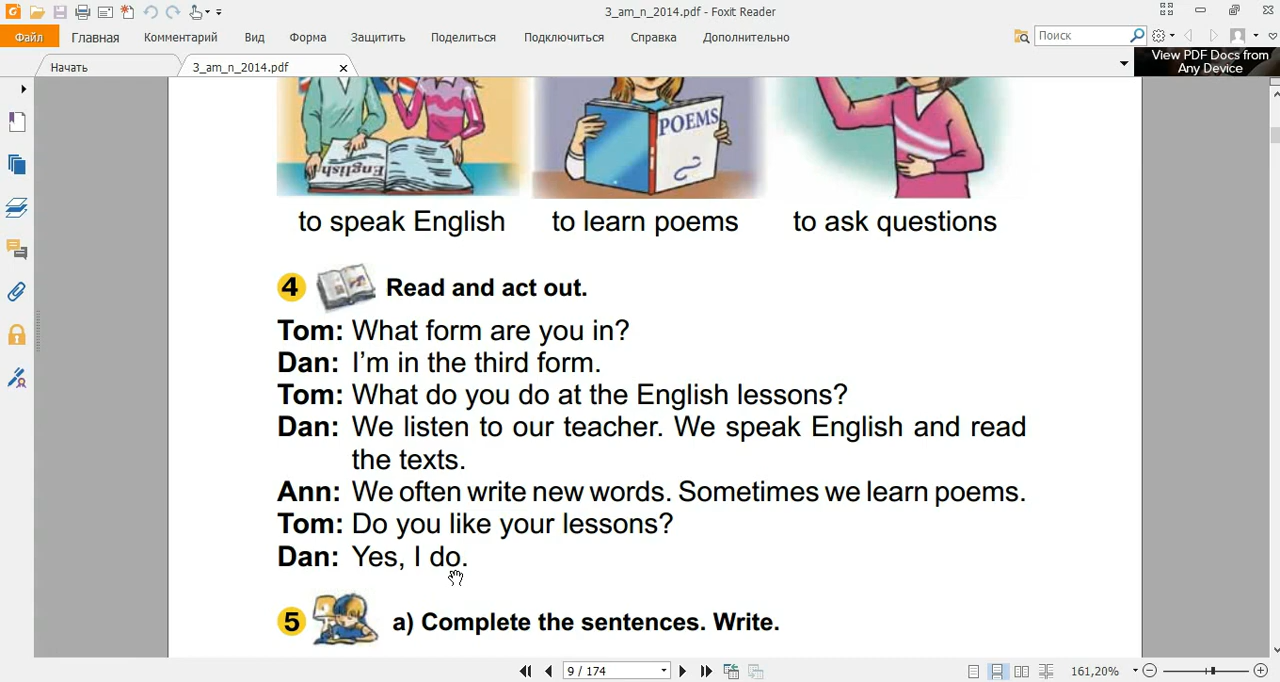 3_am_n_2014.pdf - Foxit Reader
Файл Главная Комментарий Вид Форма Защитить Поделиться Подключиться Справка Дополнительно
Поиск
Начать 3_am_n_2014.pdf
View PDF Docs from
Any Device
English
POEMS
to speak English to learn poems to ask questions
4 Read and act out.
Tom: What form are you in?
Dan: I'm in the third form.
Tom: What do you do at the English lessons?
Dan: We listen to our teacher. We speak English and read
the texts.
Ann: We often write new words. Sometimes we learn poems.
Tom: Do you like your lessons?
Dan: Yes, I do.
5 a) Complete the sentences. Write.
9 / 174
161,20%